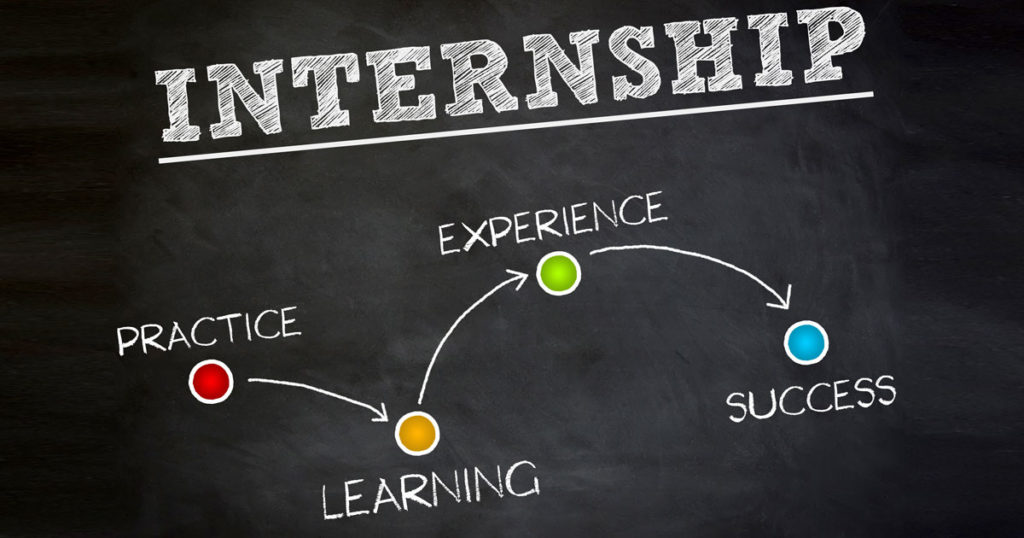 INTERNSHIP
PRACTICE
LEARNING
EXPERIENCE
SUCCESS